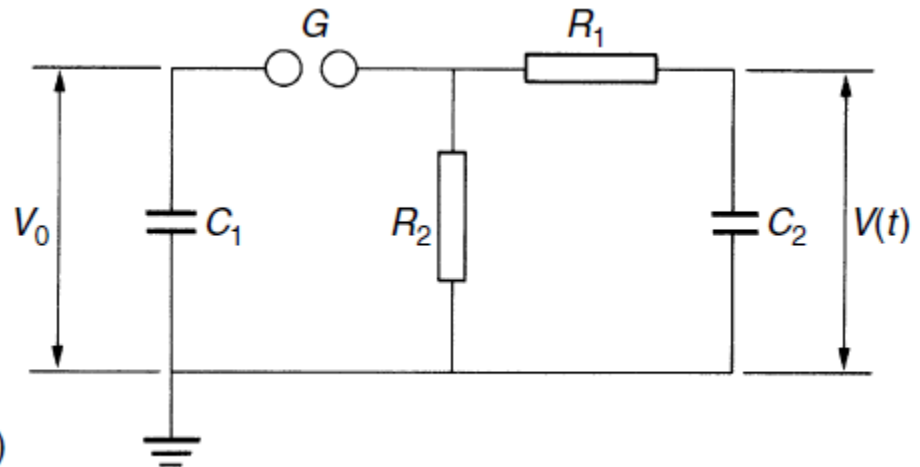 G
R₁
V₀
C₁
R₂
C₂
V(t)
)